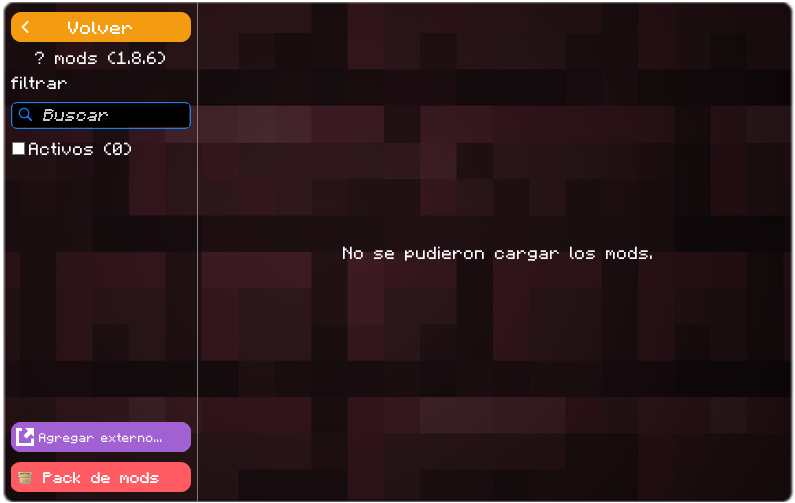 Volver
? mods (1.8.6)
filtrar
Buscar
Activos (0)
No se pudieron cargar los mods.
Agregar externo...
Pack de mods